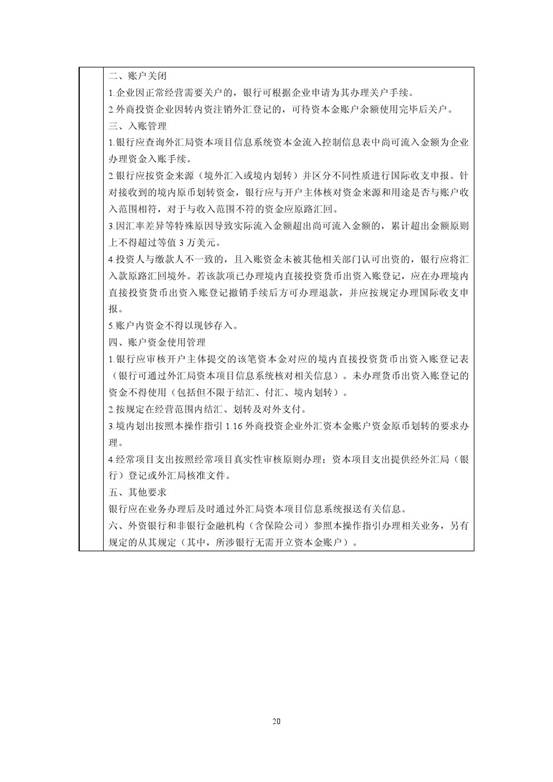 二、账户关闭
1.企业因正常经营需要关户的，银行可根据企业申请为其办理关户手续。
2.外商投资企业因转内资注销外汇登记的，可待资本金账户余额使用完毕后关户。
三、入账管理
1.银行应查询外汇局资本项目信息系统资本金流入控制信息表中尚可流入金额为企业
办理资金入账手续。
2.银行应按资金来源（境外汇入或境内划转）并区分不同性质进行国际收支申报。针
对接收到的境内原币划转资金，银行应与开户主体核对资金来源和用途是否与账户收
入范围相符，对于与收入范围不符的资金应原路汇回。
3.因汇率差异等特殊原因导致实际流入金额超出尚可流入金额的，累计超出金额原则
上不得超过等值 3 万美元。
4.投资人与缴款人不一致的，且入账资金未被其他相关部门认可出资的，银行应将汇
入款原路汇回境外。若该款项已办理境内直接投资货币出资入账登记，应在办理境内
直接投资货币出资入账登记撤销手续后方可办理退款，并应按规定办理国际收支申
报。
5.账户内资金不得以现钞存入。
四、账户资金使用管理
1.银行应审核开户主体提交的该笔资本金对应的境内直接投资货币出资入账登记表
（银行可通过外汇局资本项目信息系统核对相关信息）。未办理货币出资入账登记的
资金不得使用（包括但不限于结汇、付汇、境内划转）。
2.按规定在经营范围内结汇、划转及对外支付。
3.境内划出按照本操作指引 1.16 外商投资企业外汇资本金账户资金原币划转的要求办
理。
4.经常项目支出按照经常项目真实性审核原则办理；资本项目支出提供经外汇局（银
行）登记或外汇局核准文件。
五、其他要求
银行应在业务办理后及时通过外汇局资本项目信息系统报送有关信息。
六、外资银行和非银行金融机构（含保险公司）参照本操作指引办理相关业务，另有
规定的从其规定（其中，所涉银行无需开立资本金账户）。
20